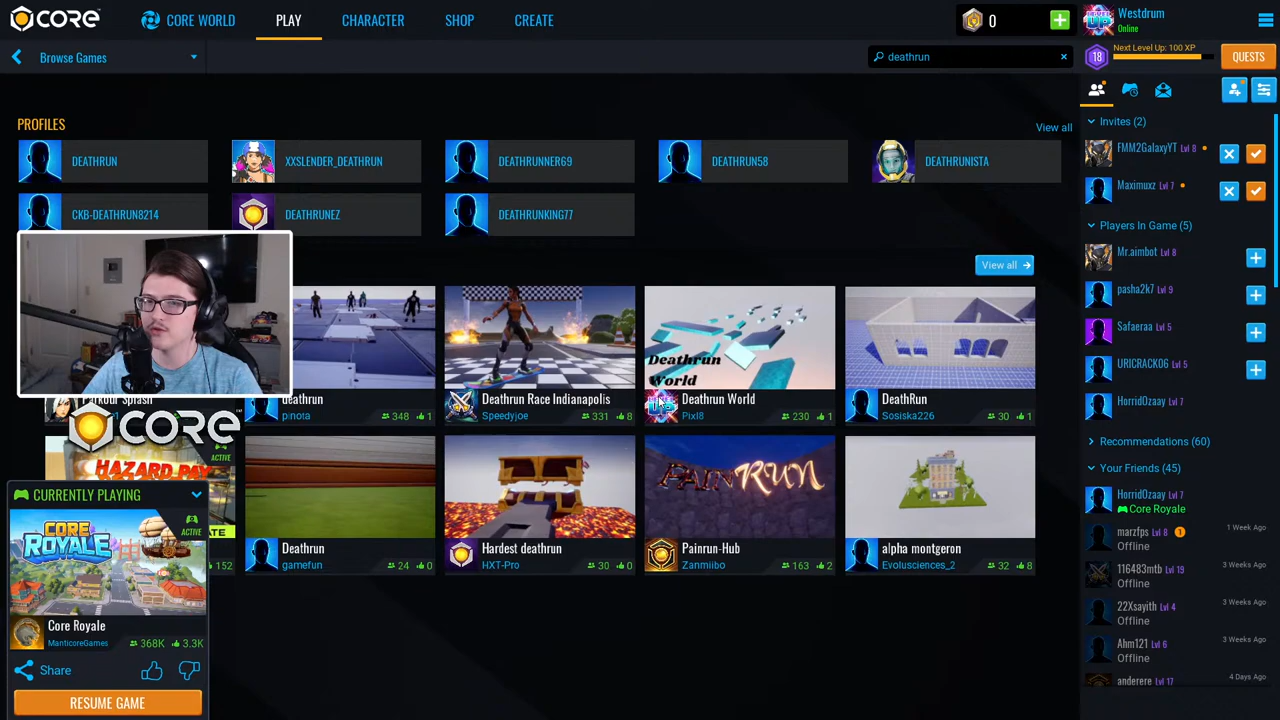 CORE
CORE WORLD
PLAY
CHARACTER
SHOP
CREATE
0
Westdrum
Online
Browse Games
deathrun
18
Next Level Up: 100 XP
QUESTS
PROFILES
View all
DEATHRUN
XXSLENDER_DEATHRUN
DEATHRUNNER69
DEATHRUN58
DEATHRUNISTA
CKB-DEATHRUN8214
DEATHRUNEZ
DEATHRUNKING77
View all
Invites (2)
FMM2GalaxyYT Lvl 8
Maximuxz Lvl 7
Players In Game (5)
Mr.aimbot Lvl 8
pasha2k7 Lvl 9
Safaeraa Lvl 5
URICRACK06 Lvl 5
HorridOzaay Lvl 7
Recommendations (60)
Your Friends (45)
HorridOzaay Lvl 7
Core Royale
marzfps Lvl 8
1
1 Week Ago
Offline
116483mtb Lvl 19
3 Weeks Ago
Offline
22Xsayith Lvl 4
3 Weeks Ago
Offline
Ahm121 Lvl 6
3 Weeks Ago
Offline
anderere Lvl 17
4 Days Ago
Parkour Splash
deathrun
pinota
348
1
Deathrun Race Indianapolis
Speedyjoe
331
8
Deathrun
World
Deathrun World
Pixl8
230
1
DeathRun
Sosiska226
30
1
CORE
ACTIVE
HAZARD PAY
152
Deathrun
gamefun
24
0
Hardest deathrun
HXT-Pro
30
0
PAINRUN
Painrun-Hub
Zanmiibo
163
2
alpha montgeron
Evolusciences_2
32
8
CURRENTLY PLAYING
CORE
ROYALE
ACTIVE
Core Royale
ManticoreGames
368K
3.3K
Share
RESUME GAME